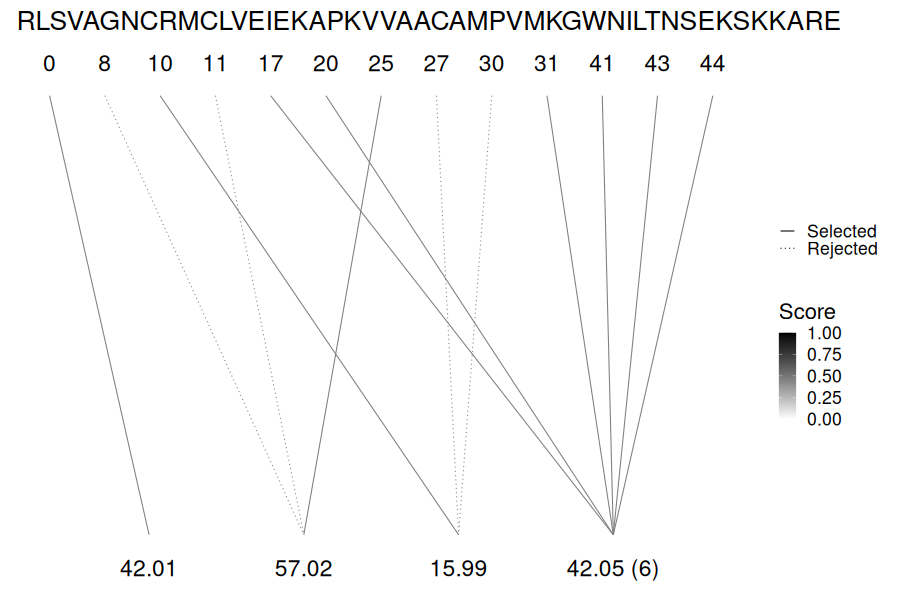 RLSVAGNCRMCLVEIEKAPKVVAACAMPVMKGWNILTNSEKSKKARE
0 8 10 11 17 20 25 27 30 31 41 43 44
Selected
Rejected
Score
1.00
0.75
0.50
0.25
0.00
42.01 57.02 15.99 42.05 (6)